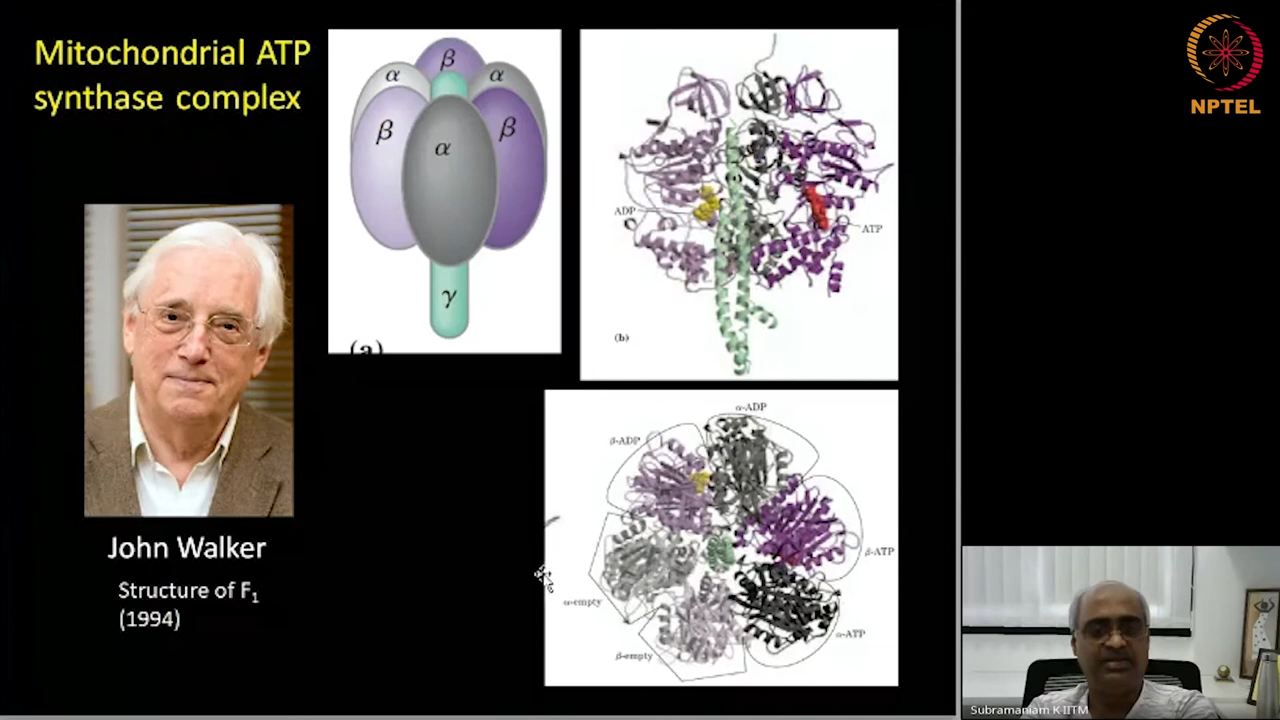 Mitochondrial ATP
synthase complex
β
α
α
β
β
α
γ
(a)
ADP
ATP
(b)
α-ADP
β-ADP
β-ATP
α-empty
α-ATP
β-empty
John Walker
Structure of F₁
(1994)
NPTEL
Subramaniam K IITM